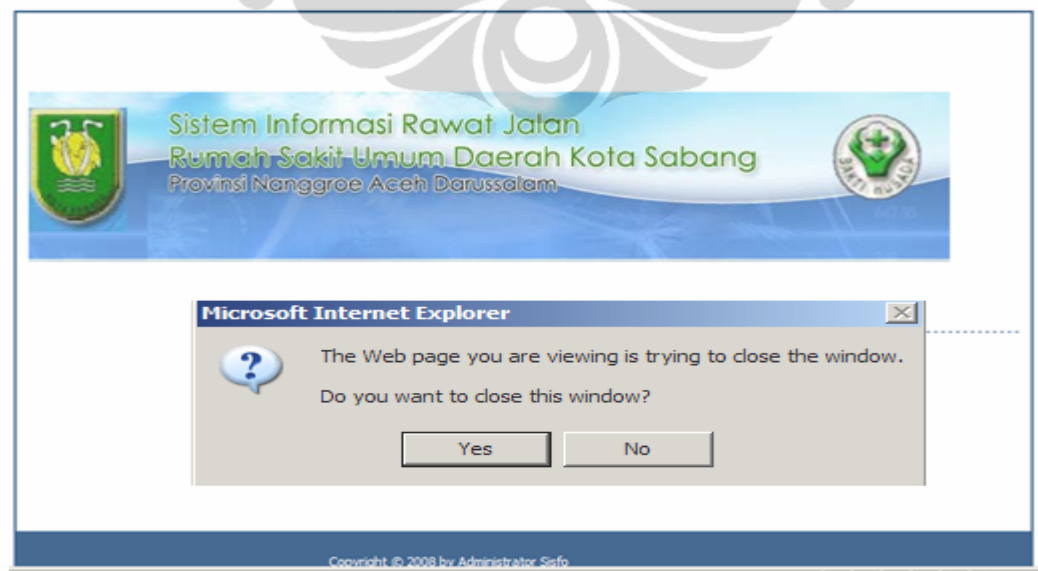 Sistem Informasi Rawat Jalan
Rumah Sakit Umum Daerah Kota Sabang
Provinsi Nanggroe Aceh Darussalam
BAKTI HUSADA
Microsoft Internet Explorer
The Web page you are viewing is trying to close the window.
Do you want to close this window?
Yes
No
Copyright © 2008 by Administrator Sisfo